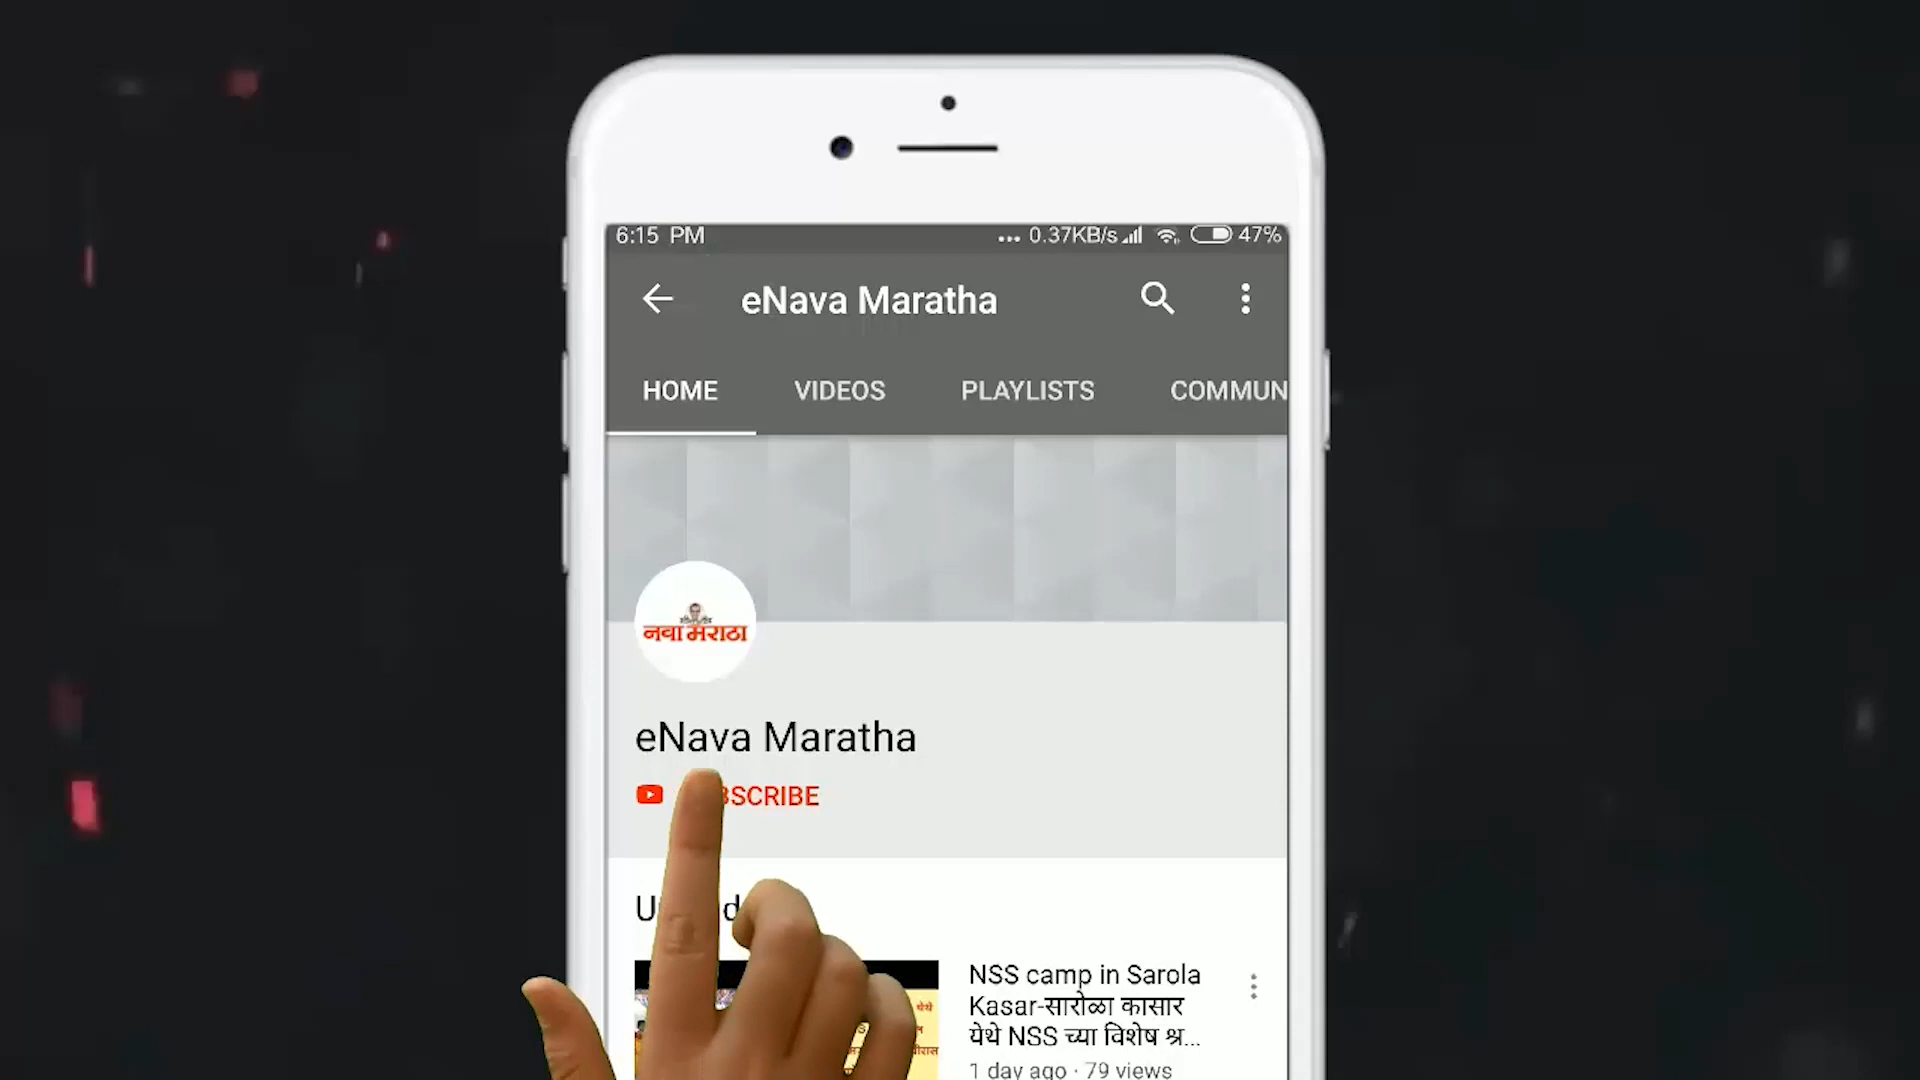 6:15 PM ... 0.37KB/s 47%
eNava Maratha
HOME VIDEOS PLAYLISTS COMMUN
नवा मराठा
eNava Maratha
BSCRIBE
NSS camp in Sarola
Kasar-सारोळा कासार
येथे NSS च्या विशेष श्र...
1 day ago · 79 views